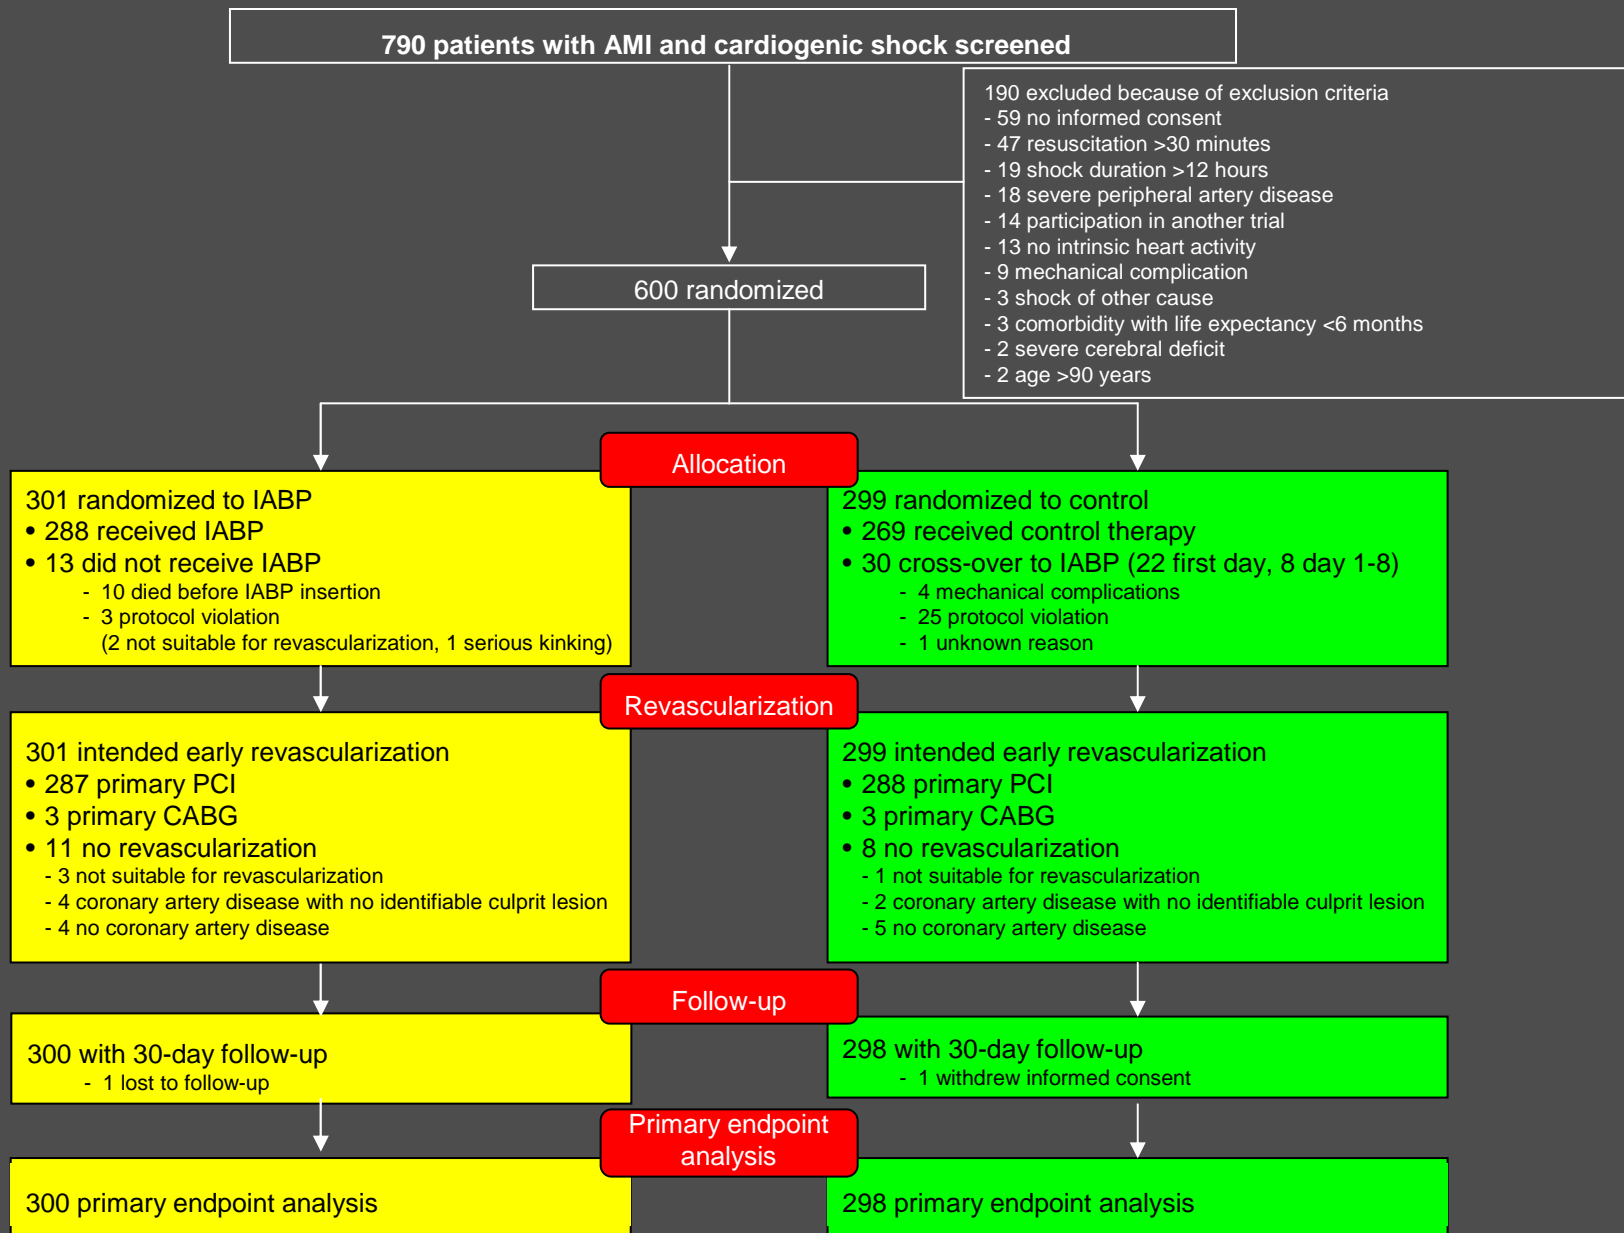 790 patients with AMI and cardiogenic shock screened
190 excluded because of exclusion criteria
- 59 no informed consent
- 47 resuscitation >30 minutes
- 19 shock duration >12 hours
- 18 severe peripheral artery disease
- 14 participation in another trial
- 13 no intrinsic heart activity
- 9 mechanical complication
- 3 shock of other cause
- 3 comorbidity with life expectancy <6 months
- 2 severe cerebral deficit
- 2 age >90 years
600 randomized
Allocation
301 randomized to IABP
• 288 received IABP
• 13 did not receive IABP
- 10 died before IABP insertion
- 3 protocol violation
(2 not suitable for revascularization, 1 serious kinking)
299 randomized to control
• 269 received control therapy
• 30 cross-over to IABP (22 first day, 8 day 1-8)
- 4 mechanical complications
- 25 protocol violation
- 1 unknown reason
Revascularization
301 intended early revascularization
• 287 primary PCI
• 3 primary CABG
• 11 no revascularization
- 3 not suitable for revascularization
- 4 coronary artery disease with no identifiable culprit lesion
- 4 no coronary artery disease
299 intended early revascularization
• 288 primary PCI
• 3 primary CABG
• 8 no revascularization
- 1 not suitable for revascularization
- 2 coronary artery disease with no identifiable culprit lesion
- 5 no coronary artery disease
Follow-up
300 with 30-day follow-up
- 1 lost to follow-up
298 with 30-day follow-up
- 1 withdrew informed consent
Primary endpoint
analysis
300 primary endpoint analysis
298 primary endpoint analysis